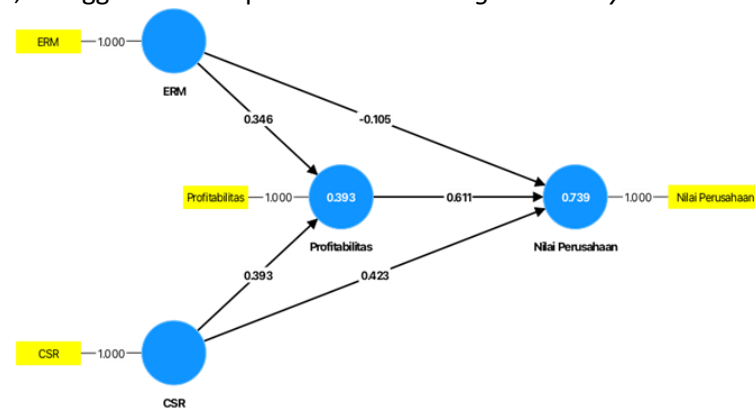 ERM
1.000
ERM
0.346
-0.105
Profitabilitas
1.000
0.393
Profitabilitas
0.611
0.739
Nilai Perusahaan
1.000
Nilai Perusahaan
0.393
0.423
CSR
1.000
CSR